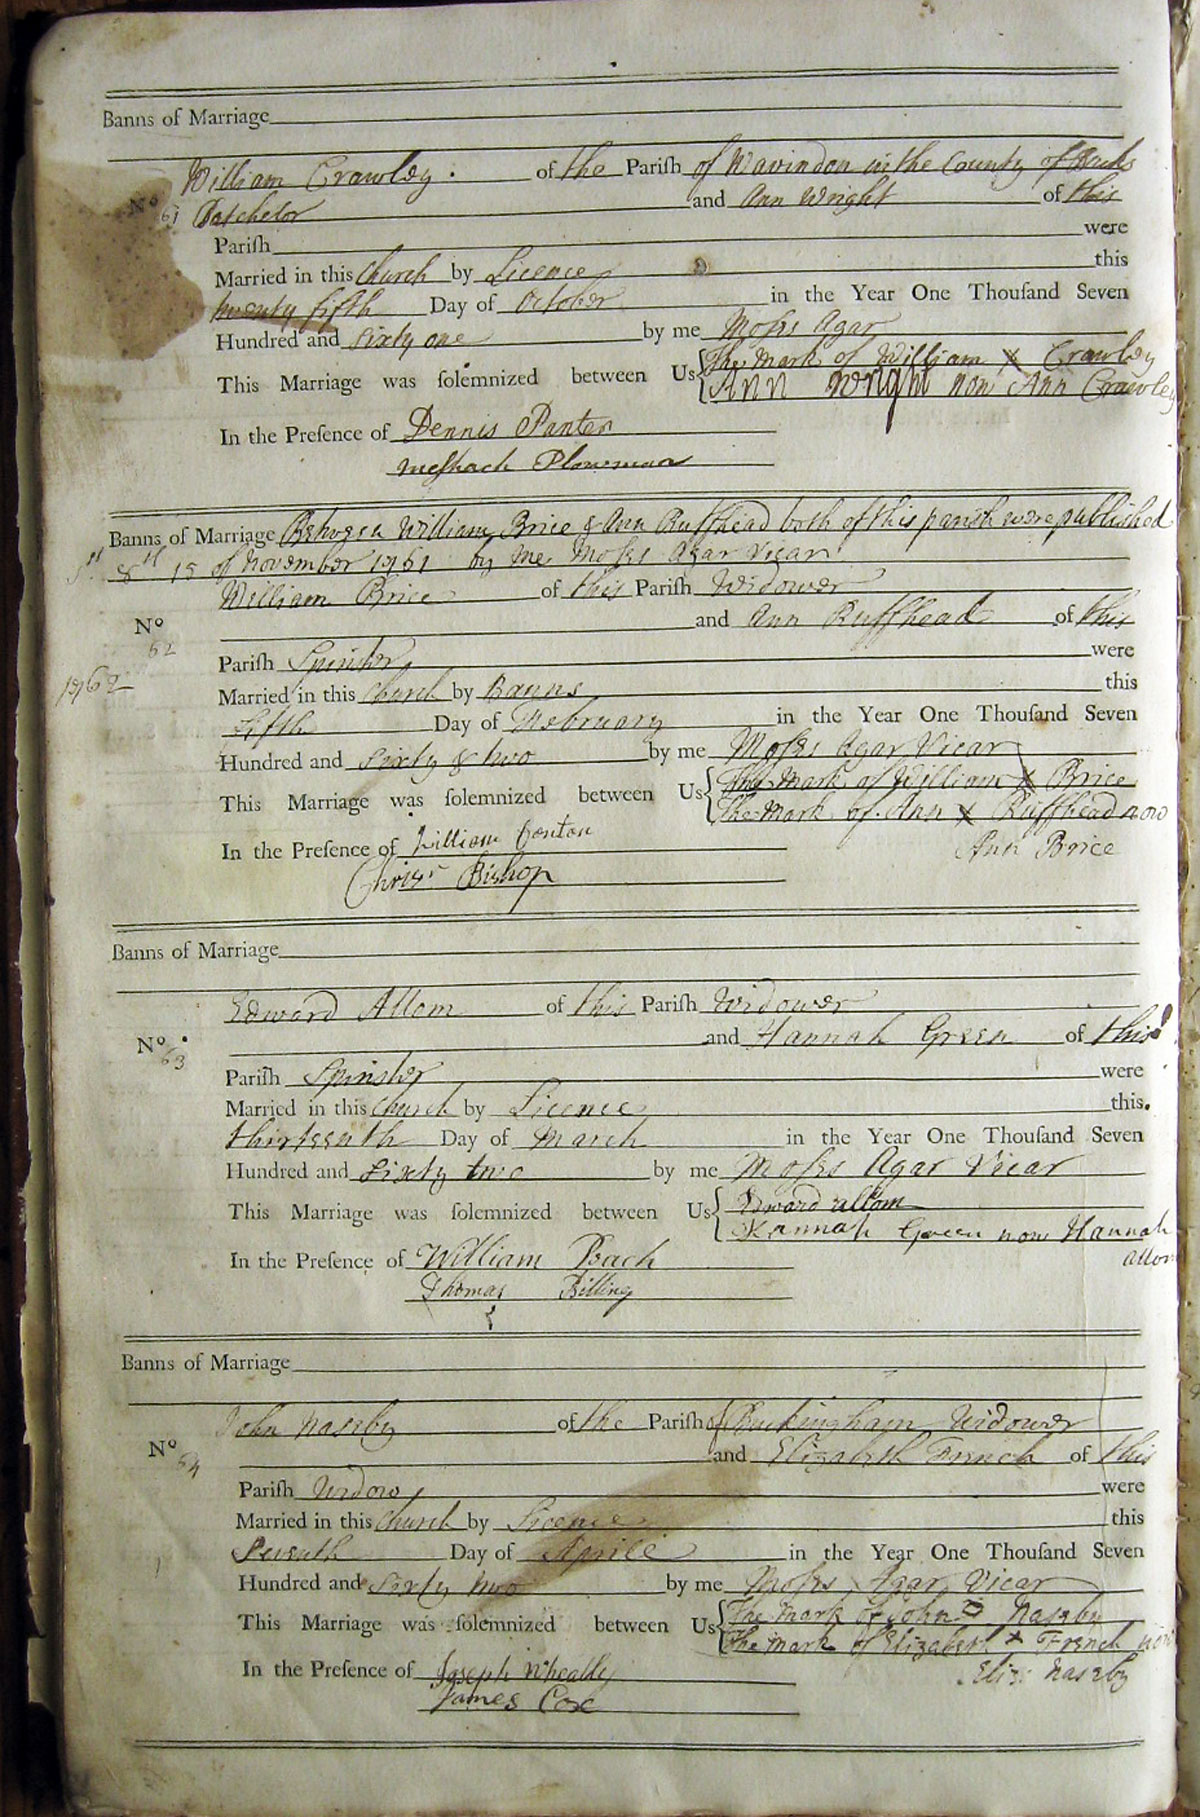 Banns of Marriage
William Crawley . of the Pariſh of Wavindon in the County of Bucks
No 61 Batchelor and Ann Wright of this
Pariſh were
Married in this Church by Licence this
twenty fifth Day of October in the Year One Thouſand Seven
Hundred and Sixty one by me Moſes Agar
This Marriage was ſolemnized between Us The Mark of William X Crawley
Ann Wright now Ann Crawley
In the Preſence of Dennis Panter
Meſhach Plowman
Banns of Marriage Between William Brice & Ann Ruffhead both of this pariſh were published
8th 15 of November 1761 by me Moſes Agar Vicar
William Brice of this Pariſh Widower
No 62 and Ann Ruffhead of this
Pariſh Spinster were
1762 Married in this Church by Banns this
Fifth Day of February in the Year One Thouſand Seven
Hundred and Sixty & two by me Moſes Agar Vicar
This Marriage was ſolemnized between Us The Mark of William X Brice
The Mark of Ann X Ruffhead now
Ann Brice
In the Preſence of William
Chrisr Bishop
Banns of Marriage
Edward Allom of this Pariſh Widower
No 63 and Hannah Green of this
Pariſh Spinster were
Married in this Church by Licence this
thirteenth Day of March in the Year One Thouſand Seven
Hundred and Sixty two by me Moſes Agar Vicar
This Marriage was ſolemnized between Us Edward allom
Hannah Green now Hannah
allom
In the Preſence of William Bach
Thomas Billing
Banns of Marriage
John Naseby of the Pariſh of Buckingham Widower
No 64 and Elizabeth French of this
Pariſh Widow were
Married in this Church by Licence this
Seventh Day of Aprill in the Year One Thouſand Seven
Hundred and Sixty two by me Moſes Agar Vicar
This Marriage was ſolemnized between Us The Mark of John Naseby
The mark of Elizabeth + French now
Eliz: Naseby
In the Preſence of Joseph Wheally
James Cox